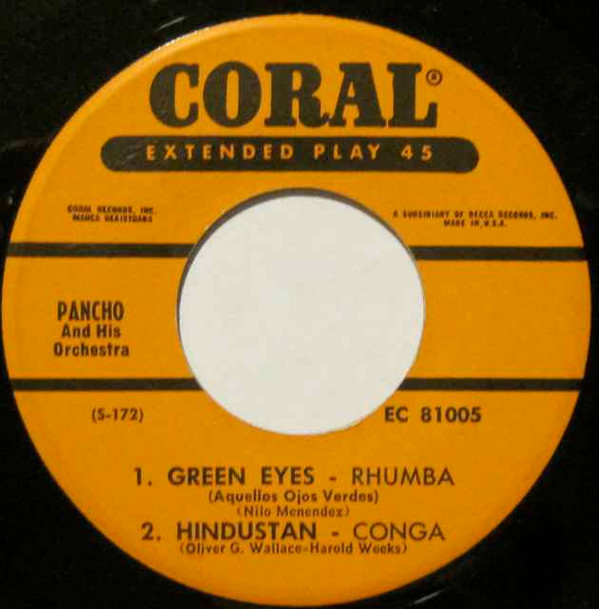 CORAL®
EXTENDED PLAY 45
CORAL RECORDS, INC.
MARCA REGISTRADA
A SUBSIDIARY OF DECCA RECORDS, INC.
MADE IN U.S.A.
PANCHO
And His
Orchestra
(S-172)
EC 81005
1. GREEN EYES - RHUMBA
(Aquellos Ojos Verdes)
(Nilo Menendez)
2. HINDUSTAN - CONGA
(Oliver G. Wallace-Harold Weeks)